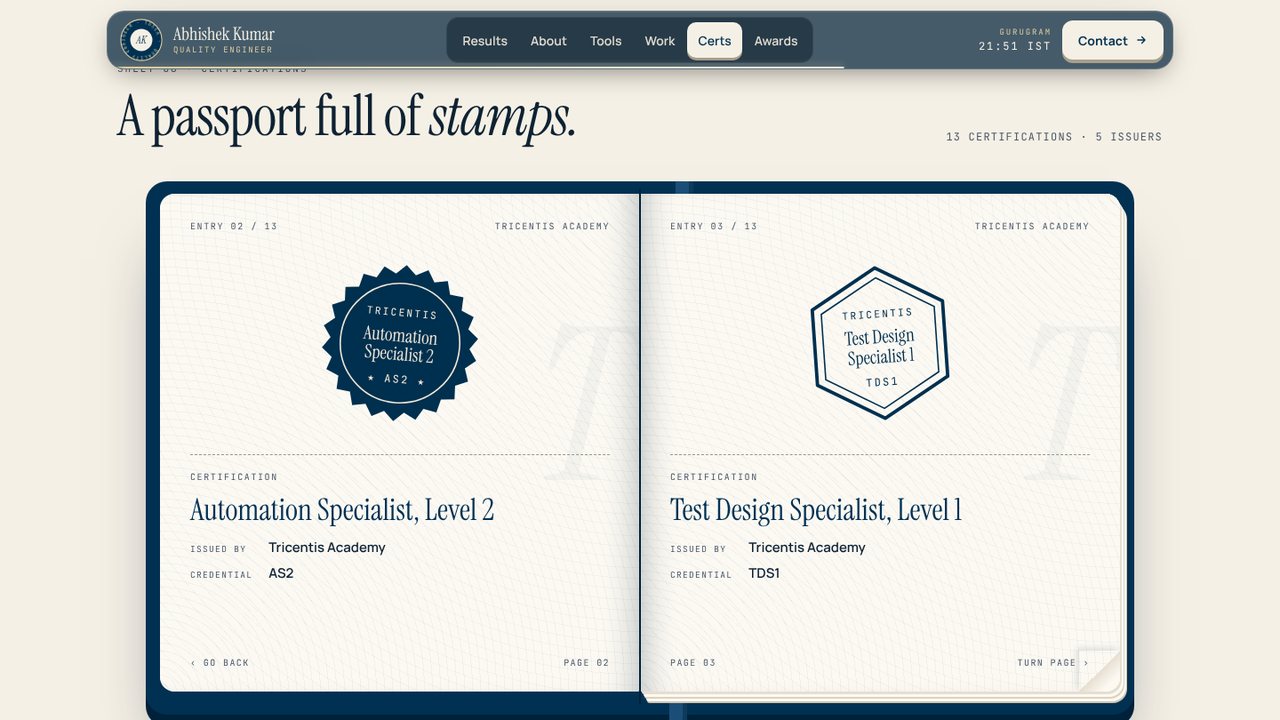 AK
Abhishek Kumar
QUALITY ENGINEER
Results
About
Tools
Work
Certs
Awards
GURUGRAM
21:51 IST
Contact →
A passport full of stamps.
13 CERTIFICATIONS · 5 ISSUERS
ENTRY 02 / 13
TRICENTIS ACADEMY
TRICENTIS
Automation
Specialist 2
★ AS2 ★
T
CERTIFICATION
Automation Specialist, Level 2
ISSUED BY Tricentis Academy
CREDENTIAL AS2
‹ GO BACK
PAGE 02
ENTRY 03 / 13
TRICENTIS ACADEMY
TRICENTIS
Test Design
Specialist 1
TDS1
T
CERTIFICATION
Test Design Specialist, Level 1
ISSUED BY Tricentis Academy
CREDENTIAL TDS1
PAGE 03
TURN PAGE ›